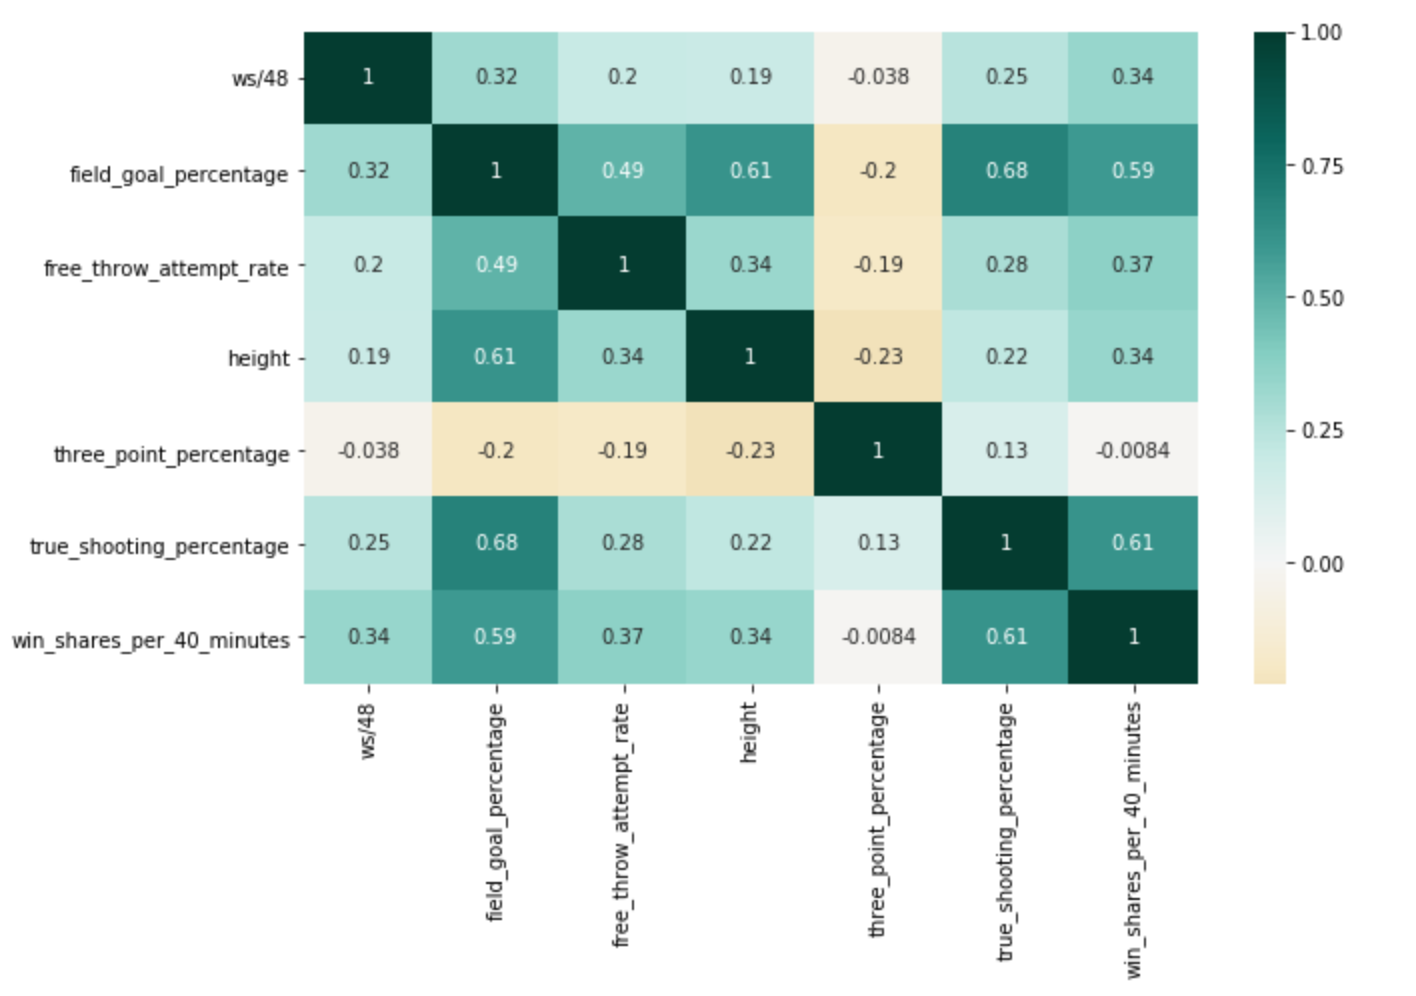 ws/48 1 0.32 0.2 0.19 -0.038 0.25 0.34
field_goal_percentage 0.32 1 0.49 0.61 -0.2 0.68 0.59
free_throw_attempt_rate 0.2 0.49 1 0.34 -0.19 0.28 0.37
height 0.19 0.61 0.34 1 -0.23 0.22 0.34
three_point_percentage -0.038 -0.2 -0.19 -0.23 1 0.13 -0.0084
true_shooting_percentage 0.25 0.68 0.28 0.22 0.13 1 0.61
win_shares_per_40_minutes 0.34 0.59 0.37 0.34 -0.0084 0.61 1
ws/48
field_goal_percentage
free_throw_attempt_rate
height
three_point_percentage
true_shooting_percentage
win_shares_per_40_minutes
1.00
0.75
0.50
0.25
0.00